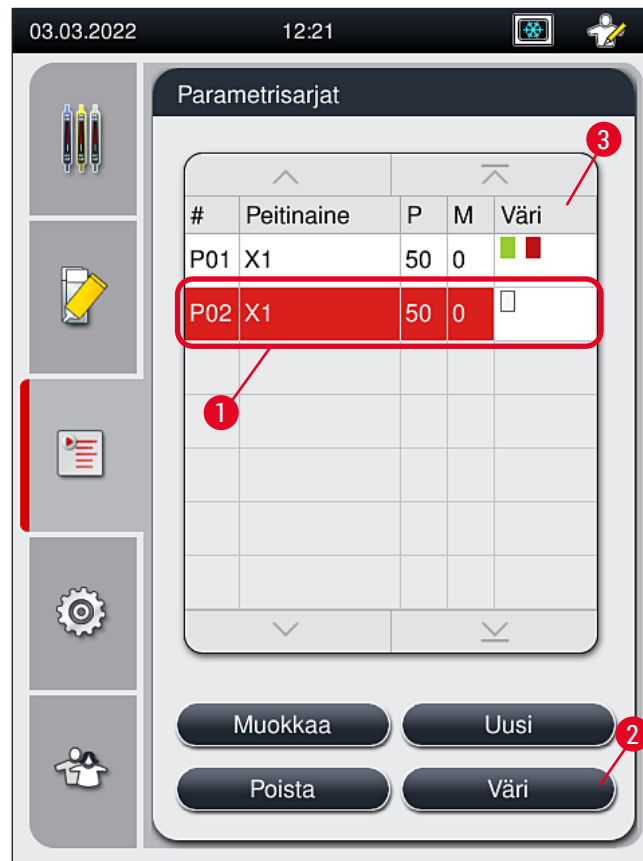 03.03.2022 12:21
Parametrisarjat
3
# Peitinaine P M Väri
P01 X1 50 0
P02 X1 50 0
1
Muokkaa Uusi
2
Poista Väri